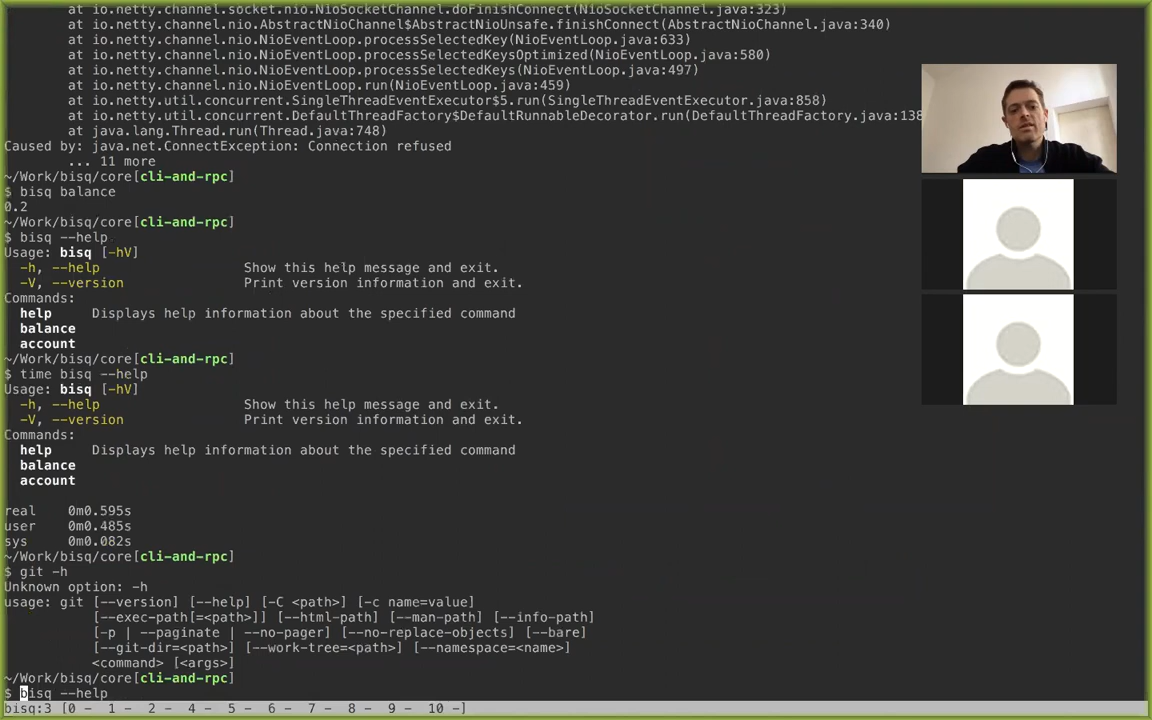 at io.netty.channel.socket.nio.NioSocketChannel.doFinishConnect(NioSocketChannel.java:323)
at io.netty.channel.nio.AbstractNioChannel$AbstractNioUnsafe.finishConnect(AbstractNioChannel.java:340)
at io.netty.channel.nio.NioEventLoop.processSelectedKey(NioEventLoop.java:633)
at io.netty.channel.nio.NioEventLoop.processSelectedKeysOptimized(NioEventLoop.java:580)
at io.netty.channel.nio.NioEventLoop.processSelectedKeys(NioEventLoop.java:497)
at io.netty.channel.nio.NioEventLoop.run(NioEventLoop.java:459)
at io.netty.util.concurrent.SingleThreadEventExecutor$5.run(SingleThreadEventExecutor.java:858)
at io.netty.util.concurrent.DefaultThreadFactory$DefaultRunnableDecorator.run(DefaultThreadFactory.java:138
at java.lang.Thread.run(Thread.java:748)
Caused by: java.net.ConnectException: Connection refused
... 11 more
~/Work/bisq/core[cli-and-rpc]
$ bisq balance
0.2
~/Work/bisq/core[cli-and-rpc]
$ bisq --help
Usage: bisq [-hV]
-h, --help Show this help message and exit.
-V, --version Print version information and exit.
Commands:
help Displays help information about the specified command
balance
account
~/Work/bisq/core[cli-and-rpc]
$ time bisq --help
Usage: bisq [-hV]
-h, --help Show this help message and exit.
-V, --version Print version information and exit.
Commands:
help Displays help information about the specified command
balance
account
real 0m0.595s
user 0m0.485s
sys 0m0.082s
~/Work/bisq/core[cli-and-rpc]
$ git -h
Unknown option: -h
usage: git [--version] [--help] [-C <path>] [-c name=value]
[--exec-path[=<path>]] [--html-path] [--man-path] [--info-path]
[-p | --paginate | --no-pager] [--no-replace-objects] [--bare]
[--git-dir=<path>] [--work-tree=<path>] [--namespace=<name>]
<command> [<args>]
~/Work/bisq/core[cli-and-rpc]
$ bisq --help
bisq:3 [0 - 1 - 2 - 4 - 5 - 6 - 7 - 8 - 9 - 10 -]